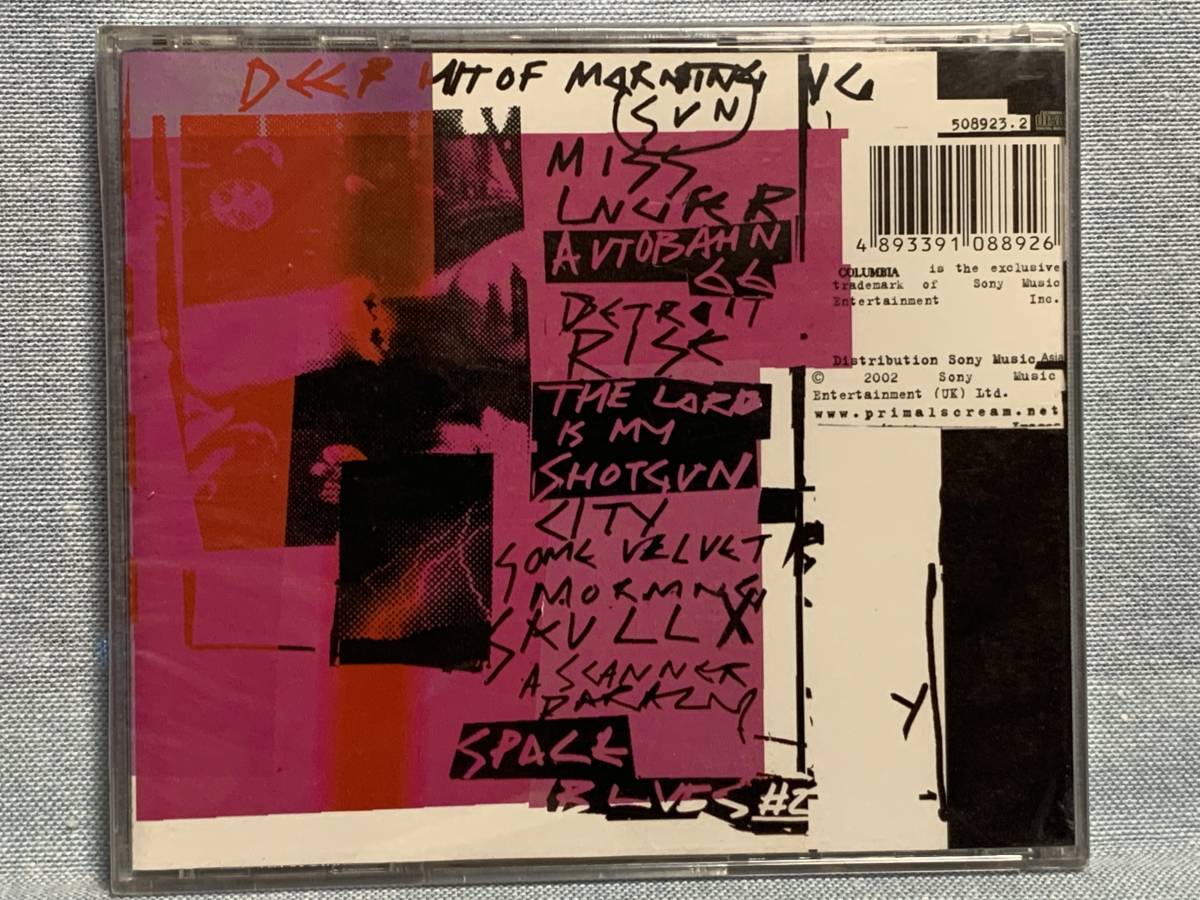 DEEP HIT OF MORNING
SUN
MISS
LUCIFER
AUTOBAHN
66
DETROIT
RISE
THE LORD
IS MY
SHOTGUN
CITY
SOME VELVET
MORNING
SKULL X
A SCANNER
DARKLY
SPACE
BLUES #2
Y
508923.2
4 893391 088926
COLUMBIA is the exclusive
trademark of Sony Music
Entertainment Inc.
Distribution Sony Music Asia
© 2002 Sony Music
Entertainment (UK) Ltd.
www.primalscream.net